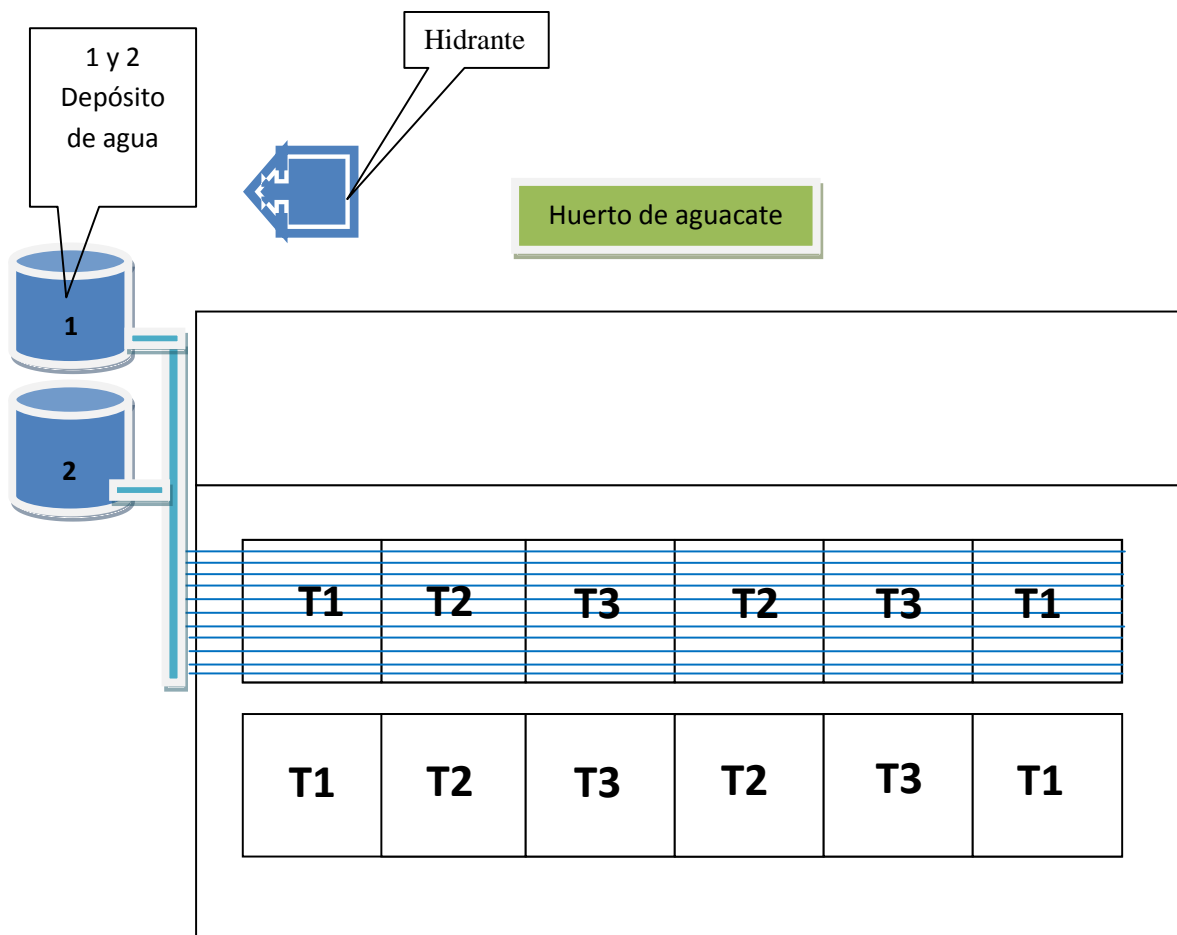 1 y 2
Depósito
de agua
Hidrante
Huerto de aguacate
1
2
T1 T2 T3 T2 T3 T1
T1 T2 T3 T2 T3 T1